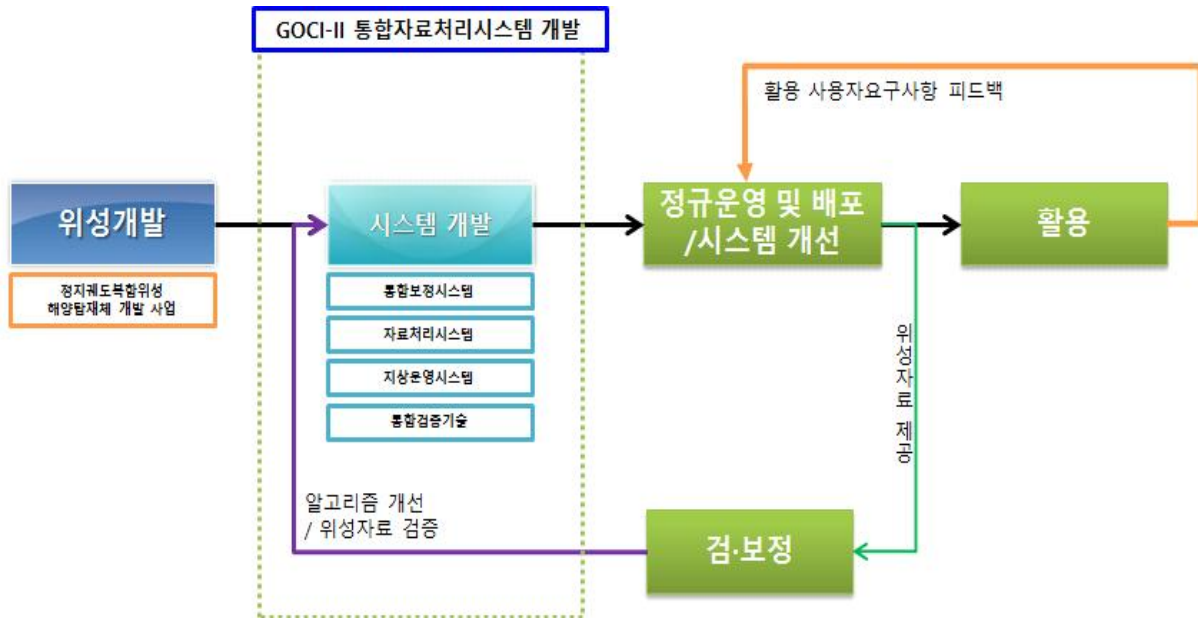 GOCI-II 통합자료처리시스템 개발
활용 사용자요구사항 피드백
위성개발
시스템 개발
정규운영 및 배포
/시스템 개선
활용
정지궤도복합위성
해양탑재체 개발 사업
통합보정시스템
자료처리시스템
지상운영시스템
통합검증기술
위성자료 제공
알고리즘 개선
/ 위성자료 검증
검·보정